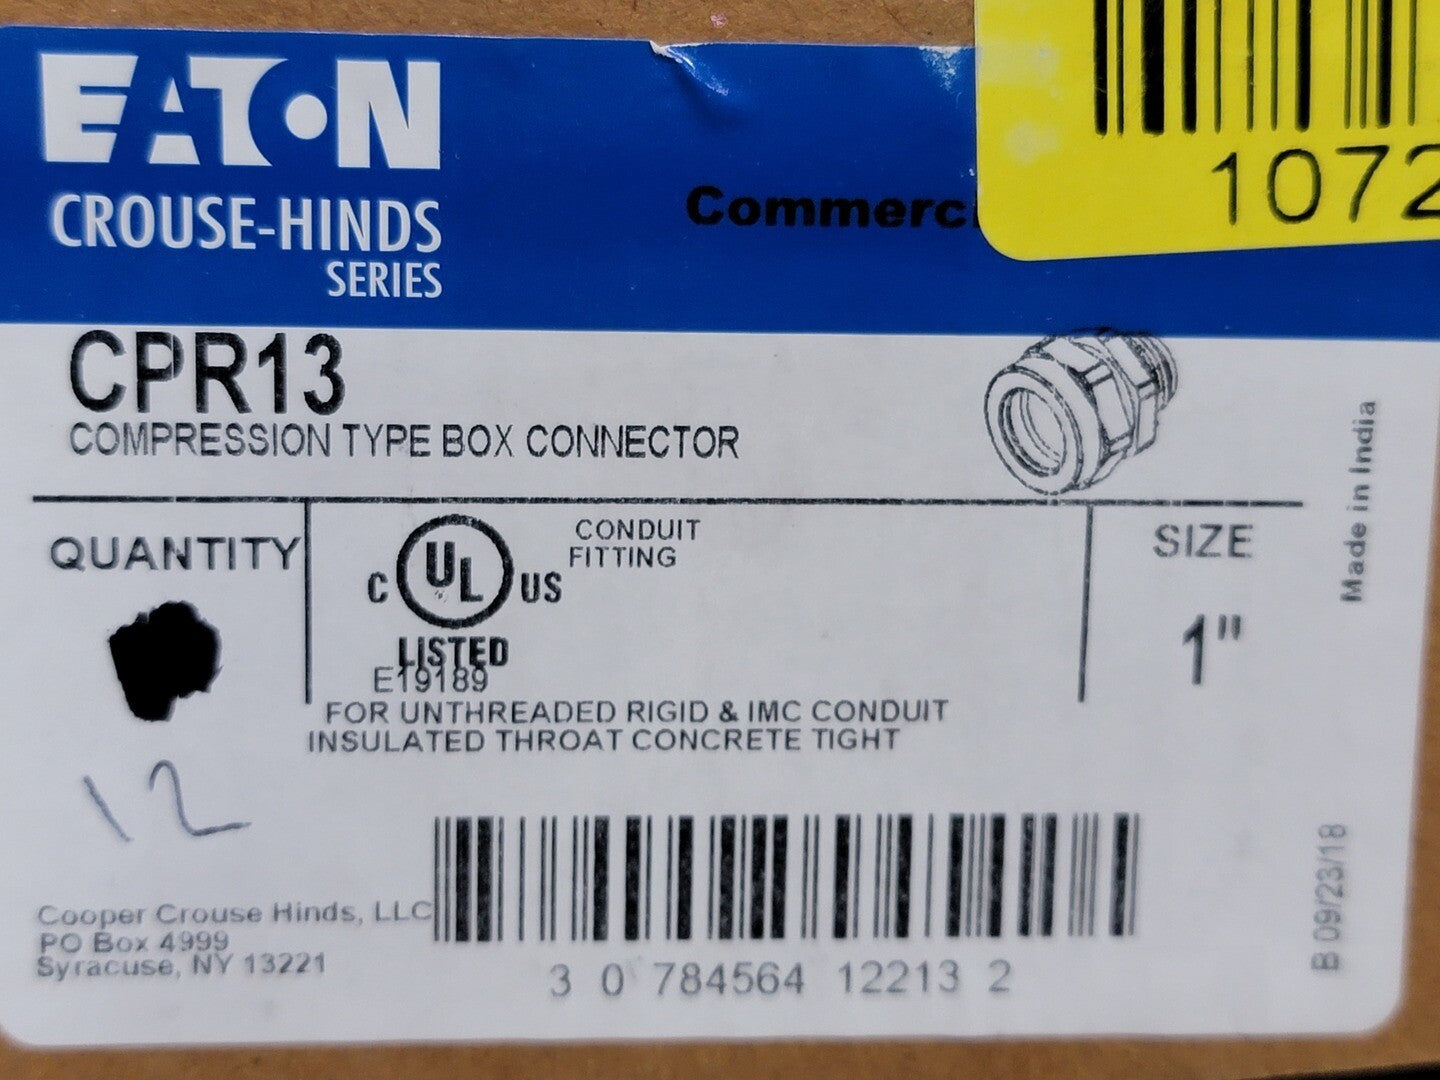 EATON
CROUSE-HINDS
SERIES
1072
CPR13
COMPRESSION TYPE BOX CONNECTOR
QUANTITY
12
C UL US
LISTED
E19189
CONDUIT
FITTING
SIZE
1"
FOR UNTHREADED RIGID & IMC CONDUIT
INSULATED THROAT CONCRETE TIGHT
Made in India
B 09/23/18
Cooper Crouse Hinds, LLC
PO Box 4999
Syracuse, NY 13221
3 0 784564 12213 2